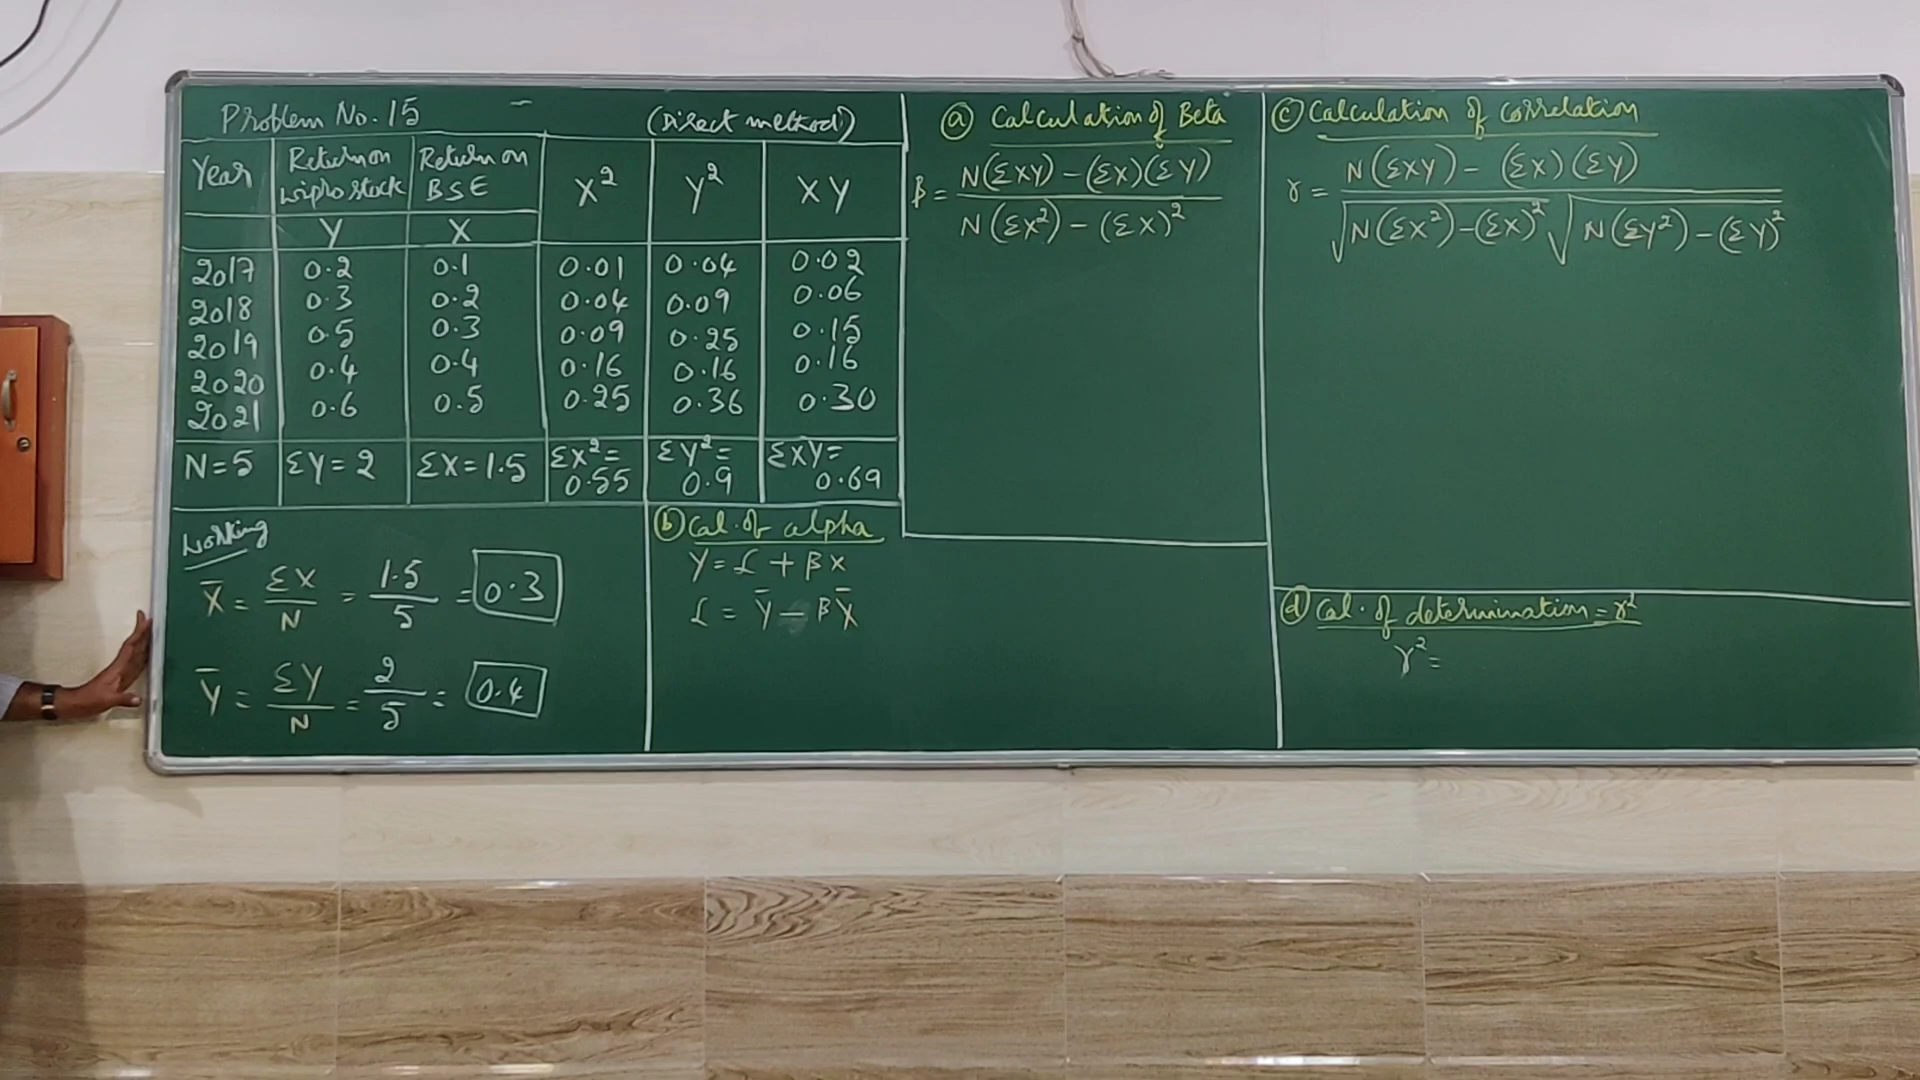 Problem No. 15 (Direct method)
Year | Return on wipro stock | Return on BSE | X² | Y² | XY
Y | X
2017 | 0.2 | 0.1 | 0.01 | 0.04 | 0.02
2018 | 0.3 | 0.2 | 0.04 | 0.09 | 0.06
2019 | 0.5 | 0.3 | 0.09 | 0.25 | 0.15
2020 | 0.4 | 0.4 | 0.16 | 0.16 | 0.16
2021 | 0.6 | 0.5 | 0.25 | 0.36 | 0.30
N=5 | ΣY=2 | ΣX=1.5 | ΣX²=0.55 | ΣY²=0.9 | ΣXY=0.69
Working
X̄ = ΣX/N = 1.5/5 = 0.3
Ȳ = ΣY/N = 2/5 = 0.4
(b) Cal. of alpha
Y = £ + βX
£ = Ȳ - βX̄
(a) Calculation of Beta
β = N(ΣXY) - (ΣX)(ΣY) / N(ΣX²) - (ΣX)²
(c) Calculation of correlation
r = N(ΣXY) - (ΣX)(ΣY) / √N(ΣX²)-(ΣX)² √N(ΣY²)-(ΣY)²
(d) Cal. of determination = r²
r² =